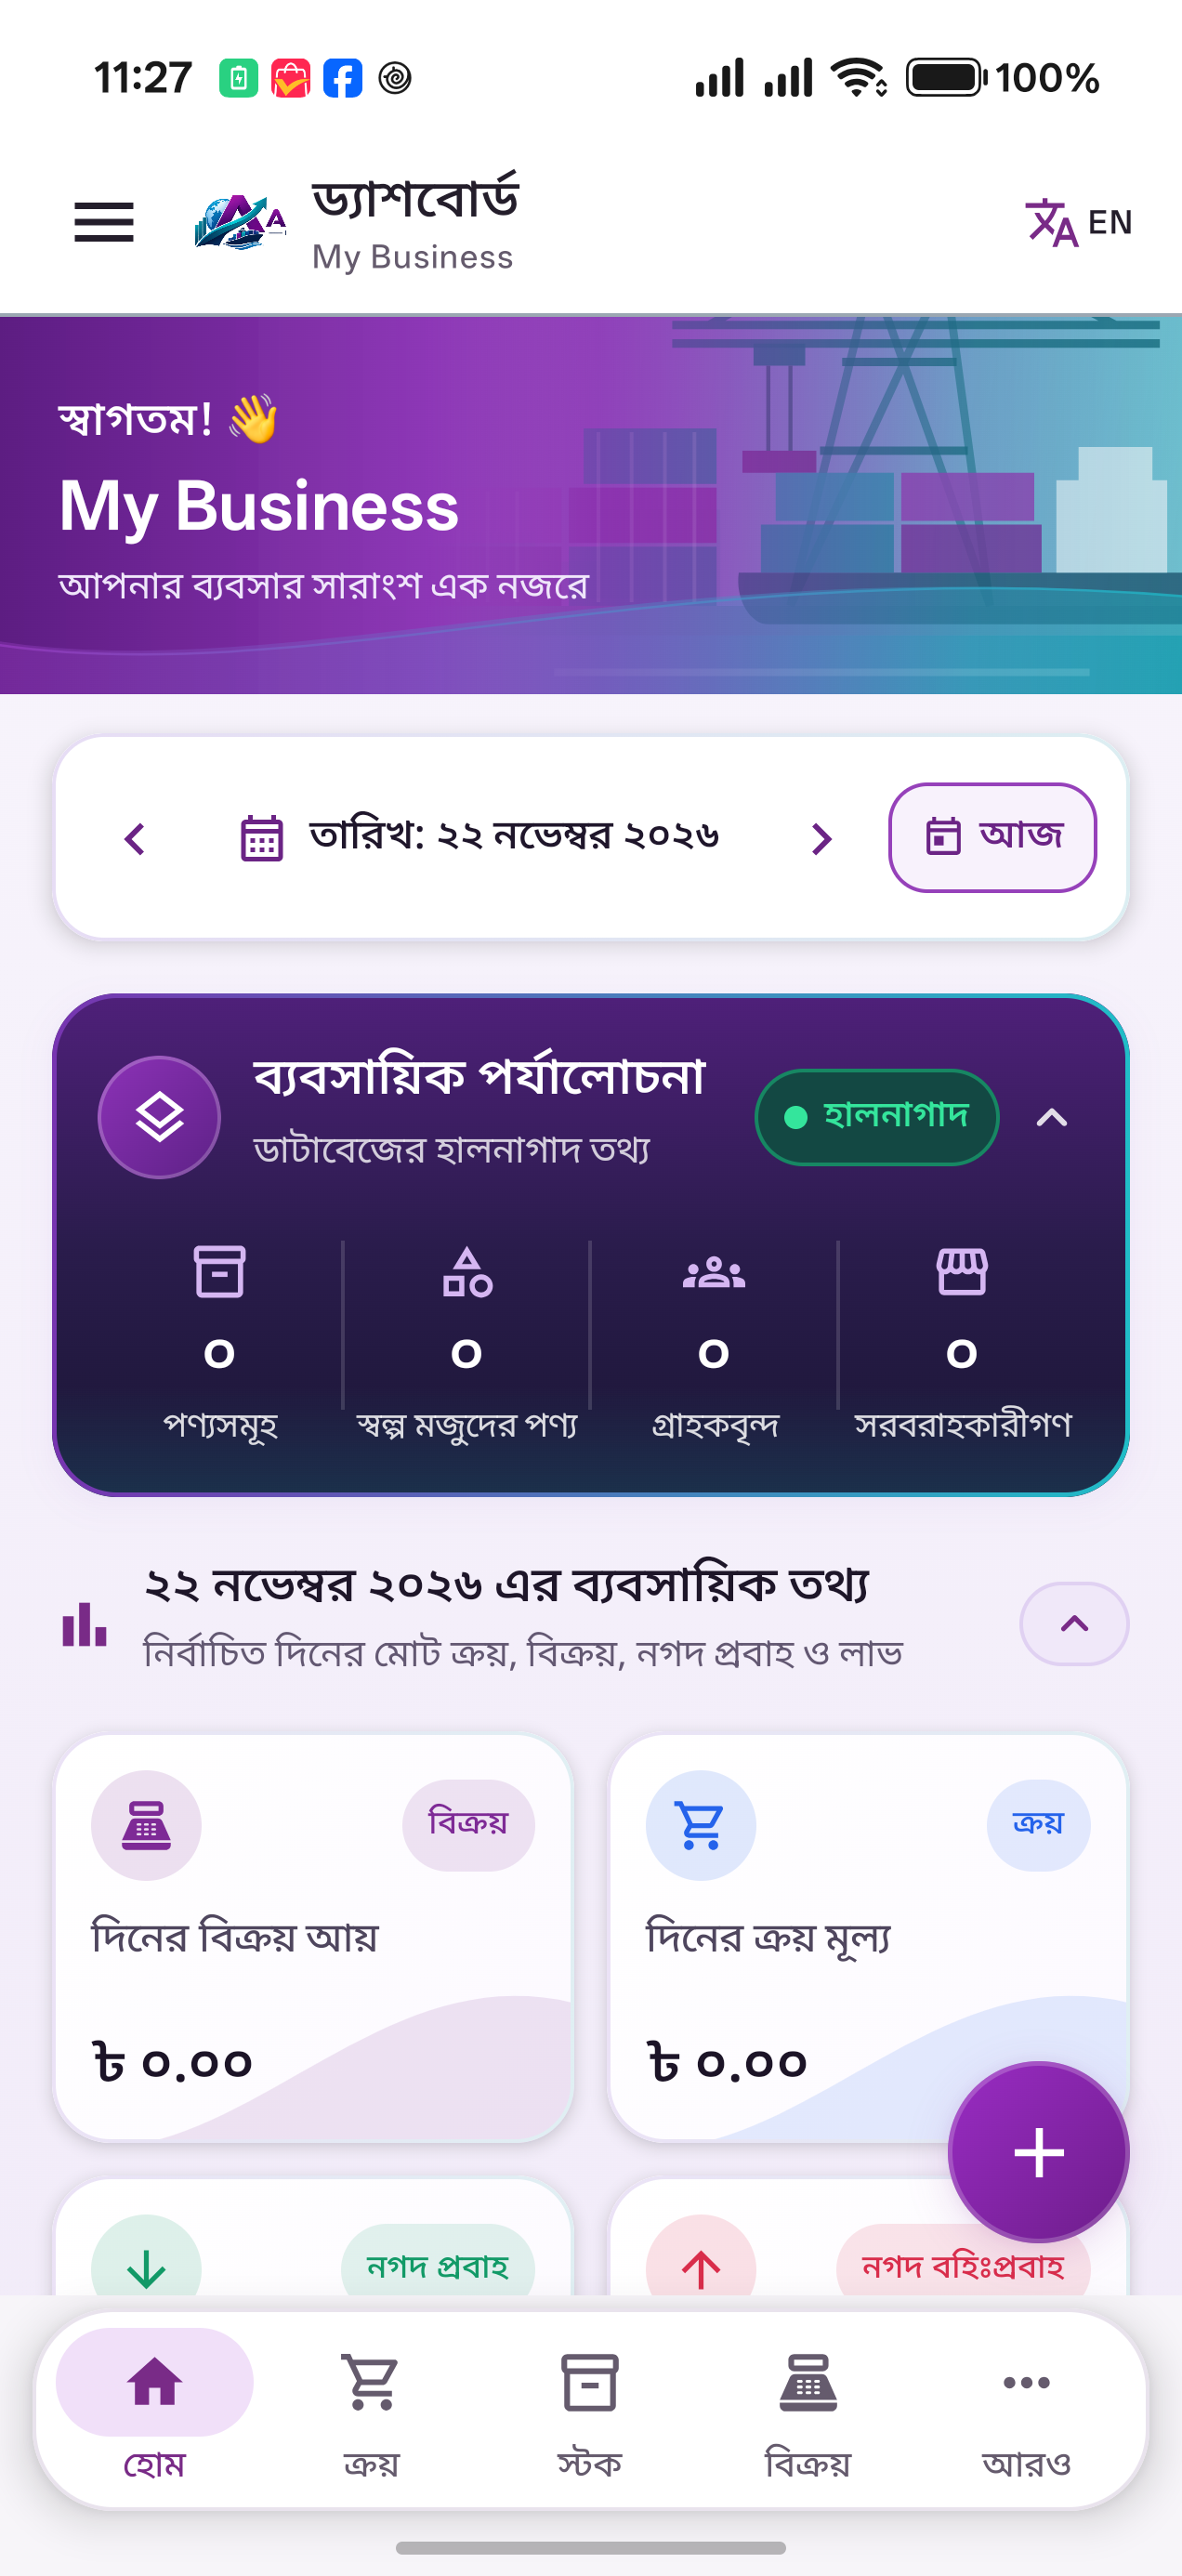 11:27
100%
ড্যাশবোর্ড
My Business
EN
স্বাগতম! 👋
My Business
আপনার ব্যবসার সারাংশ এক নজরে
তারিখ: ২২ নভেম্বর ২০২৬
আজ
ব্যবসায়িক পর্যালোচনা
হালনাগাদ
ডাটাবেজের হালনাগাদ তথ্য
০ ০ ০ ০
পণ্যসমূহ স্বল্প মজুদের পণ্য গ্রাহকবৃন্দ সরবরাহকারীগণ
২২ নভেম্বর ২০২৬ এর ব্যবসায়িক তথ্য
নির্বাচিত দিনের মোট ক্রয়, বিক্রয়, নগদ প্রবাহ ও লাভ
বিক্রয়
দিনের বিক্রয় আয়
৳ ০.০০
ক্রয়
দিনের ক্রয় মূল্য
৳ ০.০০
নগদ প্রবাহ
নগদ বহিঃপ্রবাহ
হোম ক্রয় স্টক বিক্রয় আরও